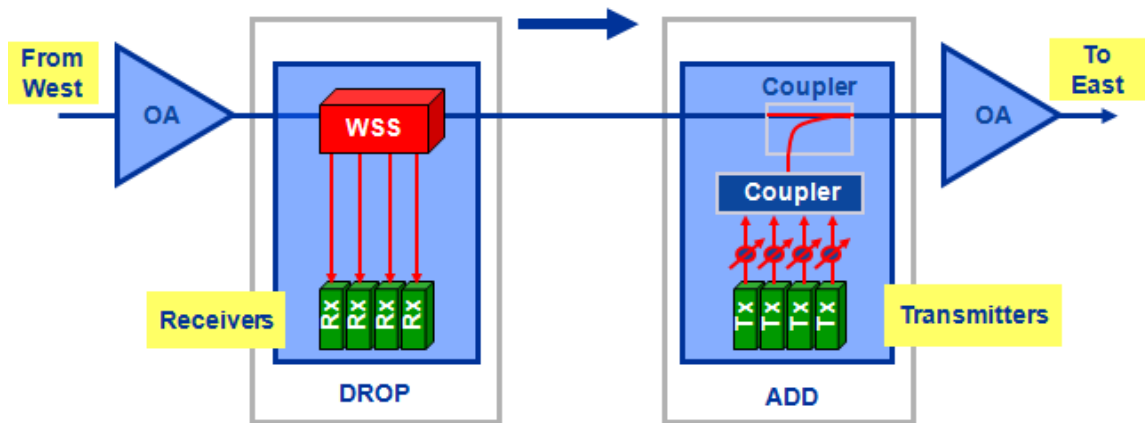 From
West
OA
WSS
Rx
Rx
Rx
Rx
Receivers
DROP
Coupler
Coupler
Tx
Tx
Tx
Tx
Transmitters
ADD
OA
To
East